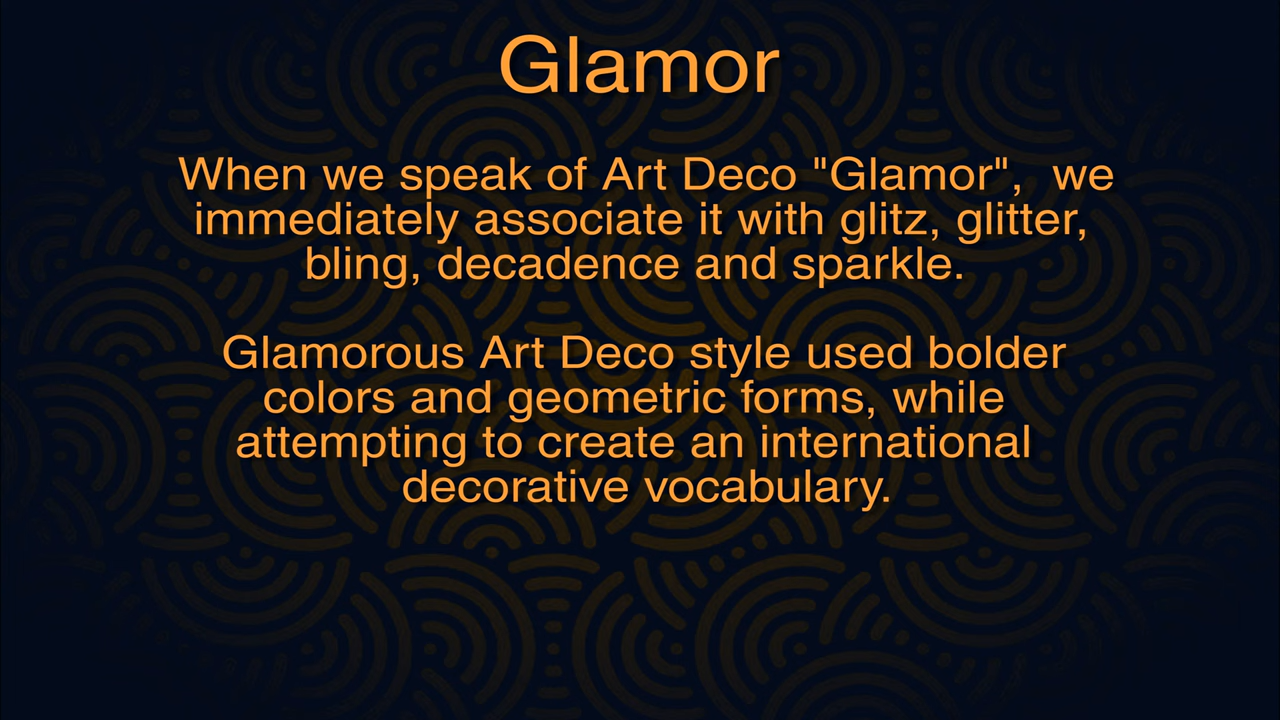 Glamor
When we speak of Art Deco "Glamor",  we
immediately associate it with glitz, glitter,
bling, decadence and sparkle.
Glamorous Art Deco style used bolder
colors and geometric forms, while
attempting to create an international
decorative vocabulary.